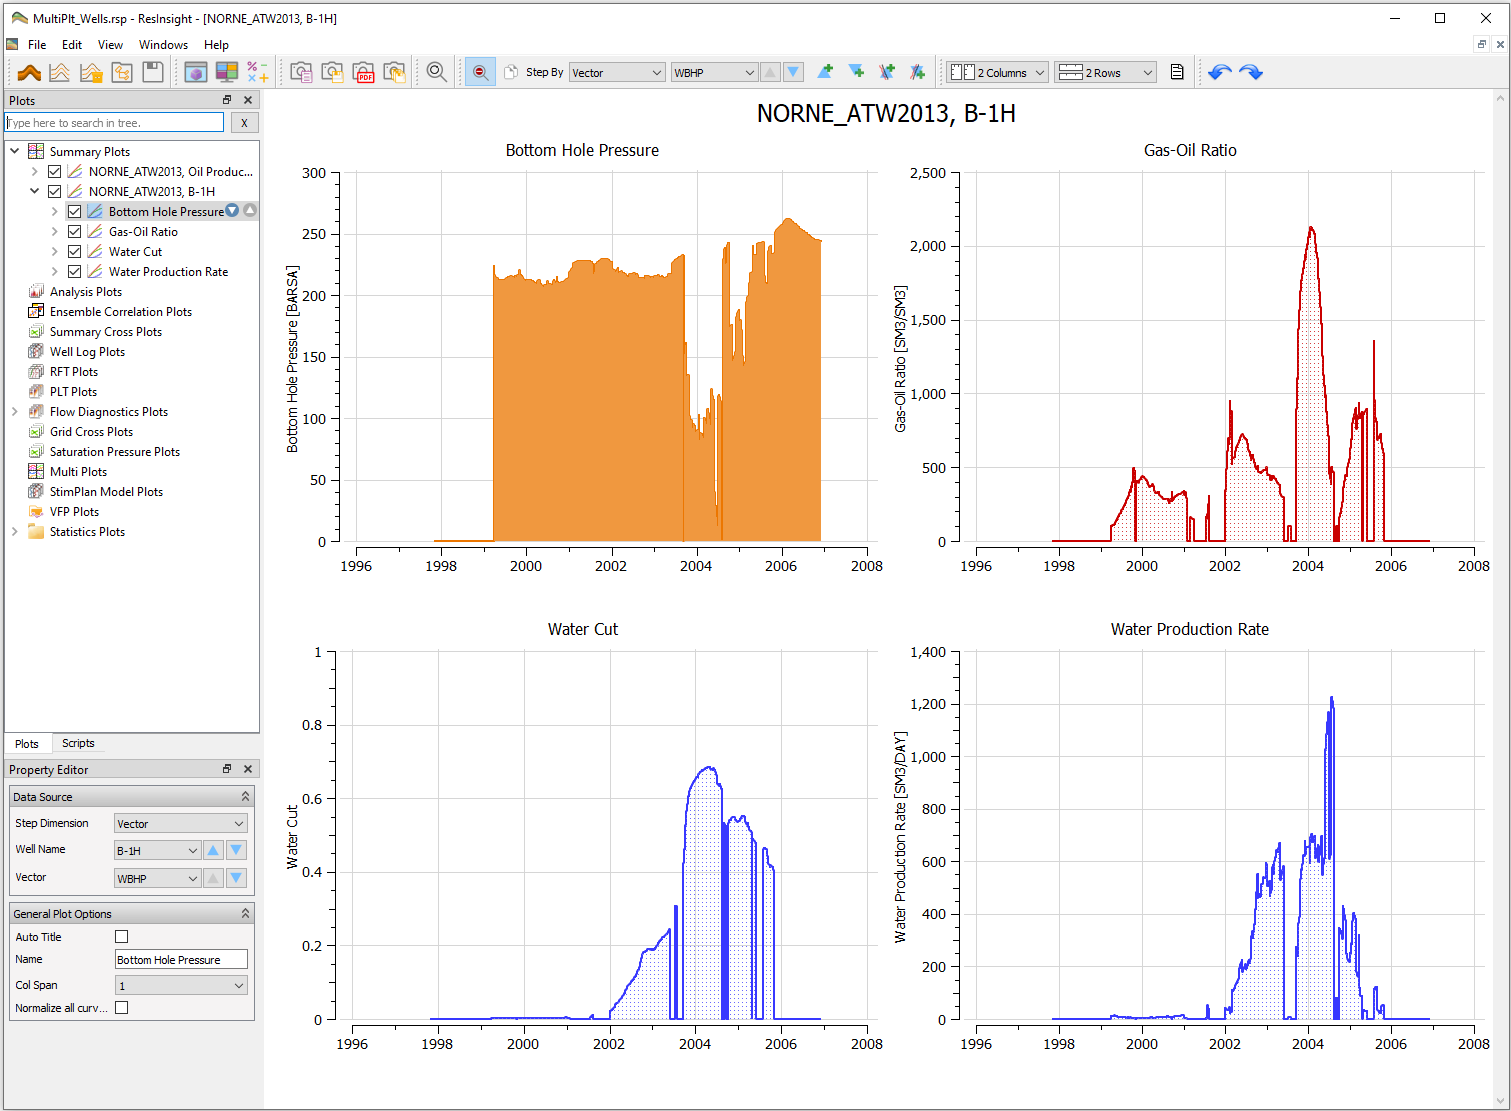 MultiPlt_Wells.rsp - ResInsight - [NORNE_ATW2013, B-1H]
File Edit View Windows Help
PDF
Step By Vector WBHP 2 Columns 2 Rows
Plots
Type here to search in tree. X
Summary Plots
NORNE_ATW2013, Oil Produc...
NORNE_ATW2013, B-1H
Bottom Hole Pressure
Gas-Oil Ratio
Water Cut
Water Production Rate
Analysis Plots
Ensemble Correlation Plots
Summary Cross Plots
Well Log Plots
RFT Plots
PLT Plots
Flow Diagnostics Plots
Grid Cross Plots
Saturation Pressure Plots
Multi Plots
StimPlan Model Plots
VFP Plots
Statistics Plots
Plots Scripts
Property Editor
Data Source
Step Dimension Vector
Well Name B-1H
Vector WBHP
General Plot Options
Auto Title
Name Bottom Hole Pressure
Col Span 1
Normalize all curv...
NORNE_ATW2013, B-1H
Bottom Hole Pressure
Bottom Hole Pressure [BARSA]
300
250
200
150
100
50
0
1996 1998 2000 2002 2004 2006 2008
Gas-Oil Ratio
Gas-Oil Ratio [SM3/SM3]
2,500
2,000
1,500
1,000
500
0
1996 1998 2000 2002 2004 2006 2008
Water Cut
Water Cut
1
0.8
0.6
0.4
0.2
0
1996 1998 2000 2002 2004 2006 2008
Water Production Rate
Water Production Rate [SM3/DAY]
1,400
1,200
1,000
800
600
400
200
0
1996 1998 2000 2002 2004 2006 2008